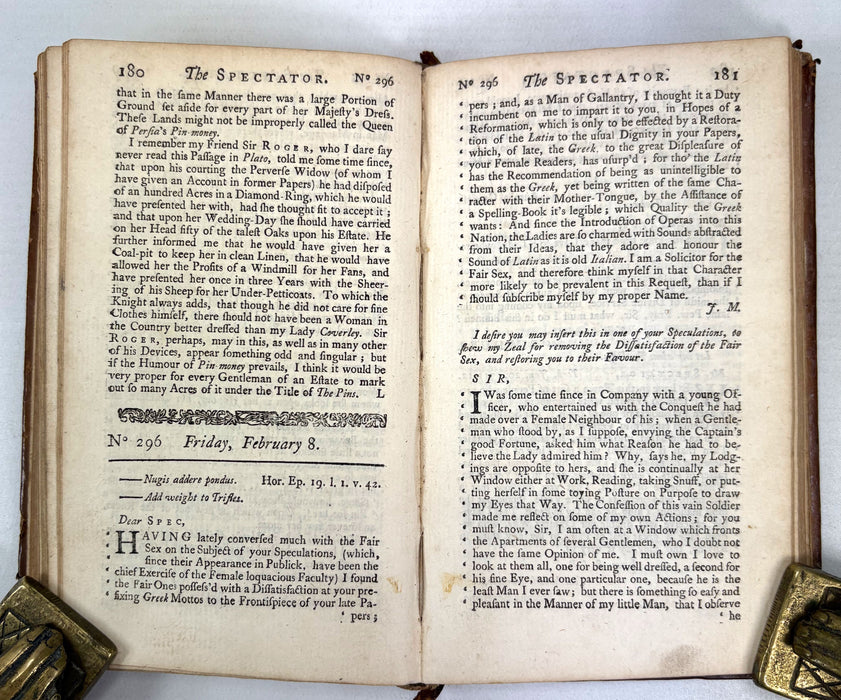 180 The SPECTATOR. No 296
that in the ſame Manner there was a large Portion of
Ground ſet aſide for every part of her Majeſty's Dreſs.
Theſe Lands might not be improperly called the Queen
of Perſia's Pin-money.
I remember my Friend Sir ROGER, who I dare ſay
never read this Paſſage in Plato, told me ſome time ſince,
that upon his courting the Perverſe Widow (of whom I
have given an Account in former Papers) he had diſpoſed
of an hundred Acres in a Diamond-Ring, which he would
have preſented her with, had ſhe thought fit to accept it;
and that upon her Wedding-Day ſhe ſhould have carried
on her Head fifty of the taleſt Oaks upon his Eſtate. He
further informed me that he would have given her a
Coal-pit to keep her in clean Linen, that he would have
allowed her the Profits of a Windmill for her Fans, and
have preſented her once in three Years with the Sheer-
ing of his Sheep for her Under-Petticoats. To which the
Knight always adds, that though he did not care for fine
Clothes himſelf, there ſhould not have been a Woman in
the Country better dreſſed than my Lady Coverley. Sir
ROGER, perhaps, may in this, as well as in many other
of his Devices, appear ſomething odd and ſingular; but
if the Humour of Pin-money prevails, I think it would be
very proper for every Gentleman of an Eſtate to mark
out ſo many Acres of it under the Title of The Pins. L
No 296 Friday, February 8.
——Nugis addere pondus. Hor. Ep. 19. l. 1. v. 42.
——Add weight to Trifles.
Dear SPEC,
HAVING lately converſed much with the Fair
‘ Sex on the Subject of your Speculations, (which,
‘ ſince their Appearance in Publick, have been the
‘ chief Exerciſe of the Female loquacious Faculty) I found
‘ the Fair Ones poſſeſs'd with a Diſſatisfaction at your pre-
‘ fixing Greek Mottos to the Frontiſpiece of your late Pa-
‘ pers;
No 296 The SPECTATOR. 181
‘ pers; and, as a Man of Gallantry, I thought it a Duty
‘ incumbent on me to impart it to you, in Hopes of a
‘ Reformation, which is only to be effected by a Reſtora-
‘ tion of the Latin to the uſual Dignity in your Papers,
‘ which, of late, the Greek, to the great Diſpleaſure of
‘ your Female Readers, has uſurp'd; for tho' the Latin
‘ has the Recommendation of being as unintelligible to
‘ them as the Greek, yet being written of the ſame Cha-
‘ racter with their Mother-Tongue, by the Aſſiſtance of
‘ a Spelling-Book it's legible; which Quality the Greek
‘ wants: And ſince the Introduction of Operas into this
‘ Nation, the Ladies are ſo charmed with Sounds abſtracted
‘ from their Ideas, that they adore and honour the
‘ Sound of Latin as it is old Italian. I am a Solicitor for the
‘ Fair Sex, and therefore think myſelf in that Character
‘ more likely to be prevalent in this Requeſt, than if I
‘ ſhould ſubſcribe myſelf by my proper Name.
J. M.
I deſire you may inſert this in one of your Speculations, to
ſhew my Zeal for removing the Diſſatisfaction of the Fair
Sex, and reſtoring you to their Favour.
SIR,
‘ I Was ſome time ſince in Company with a young Of-
‘ ficer, who entertained us with the Conqueſt he had
‘ made over a Female Neighbour of his; when a Gentle-
‘ man who ſtood by, as I ſuppoſe, envying the Captain's
‘ good Fortune, asked him what Reaſon he had to be-
‘ lieve the Lady admired him? Why, ſays he, my Lodg-
‘ ings are oppoſite to hers, and ſhe is continually at her
‘ Window either at Work, Reading, taking Snuff, or put-
‘ ting herſelf in ſome toying Poſture on Purpoſe to draw
‘ my Eyes that Way. The Confeſſion of this vain Soldier
‘ made me reflect on ſome of my own Actions; for you
‘ muſt know, Sir, I am often at a Window which fronts
‘ the Apartments of ſeveral Gentlemen, who I doubt not
‘ have the ſame Opinion of me. I muſt own I love to
‘ look at them all, one for being well dreſſed, a ſecond for
‘ his fine Eye, and one particular one, becauſe he is the
‘ leaſt Man I ever ſaw; but there is ſomething ſo eaſy and
‘ pleaſant in the Manner of my little Man, that I obſerve
‘ he